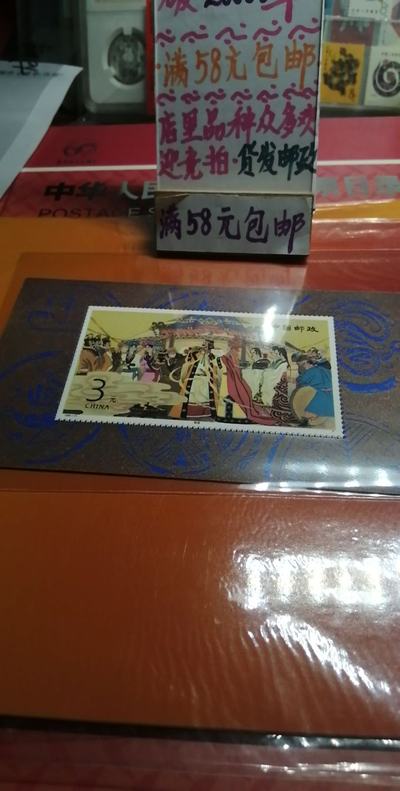 满58元包邮
店里品种众多欢
迎竞拍·货发邮政
满58元包邮
中华人民
POSTAGE S
中国邮政
3元
CHINA